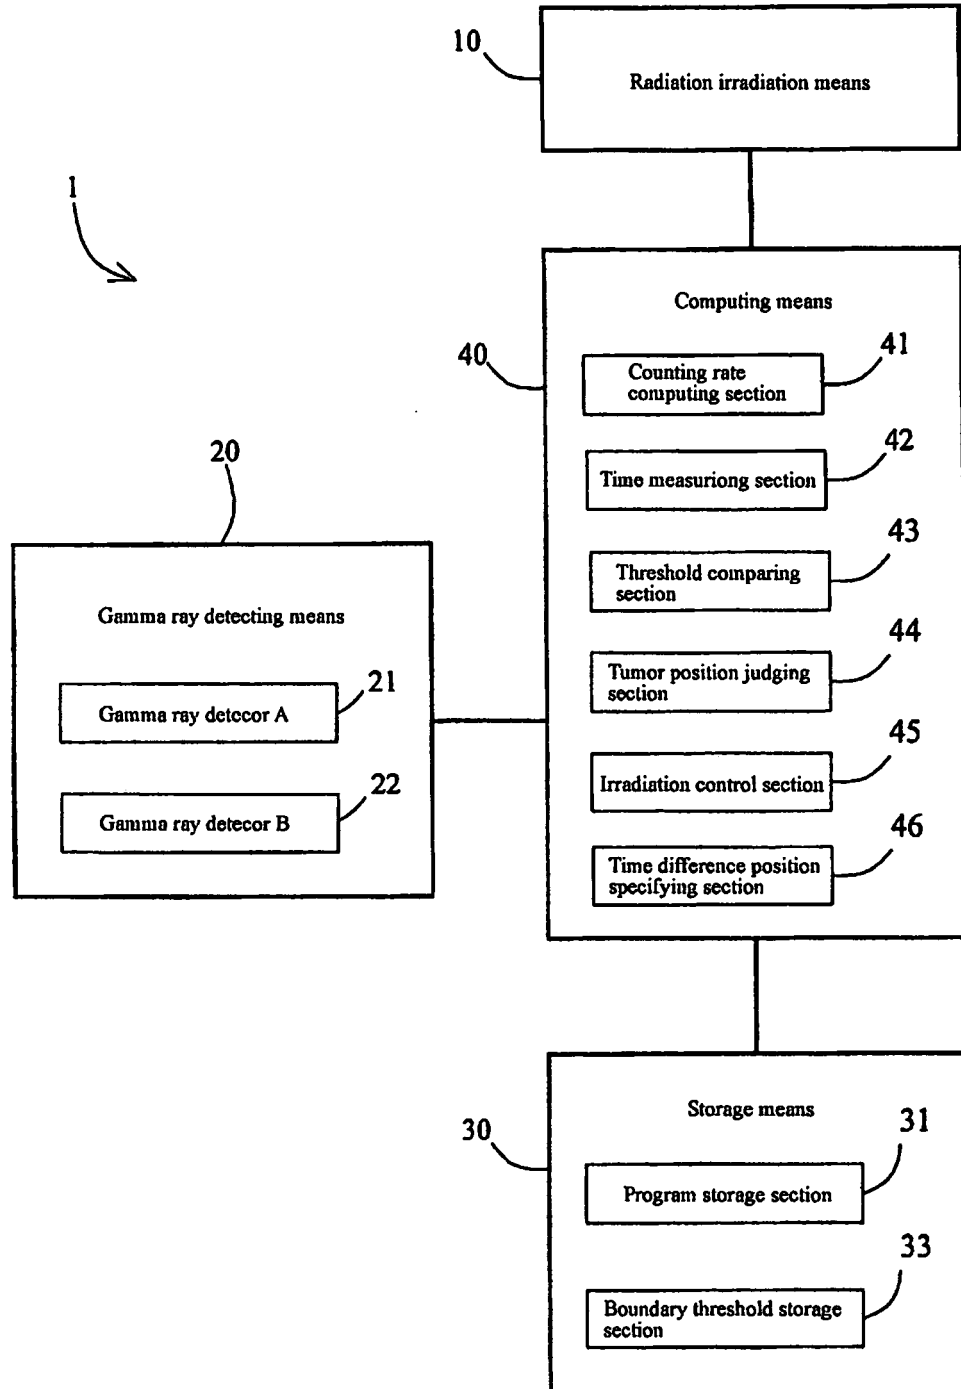 10
Radiation irradiation means
1
Computing means
40
41
Counting rate
computing section
42
Time measuriong section
20
43
Threshold comparing
section
Gamma ray detecting means
44
Tumor position judging
section
21
Gamma ray detecor A
45
Irradiation control section
22
Gamma ray detecor B
46
Time difference position
specifying section
Storage means
30
31
Program storage section
33
Boundary threshold storage
section